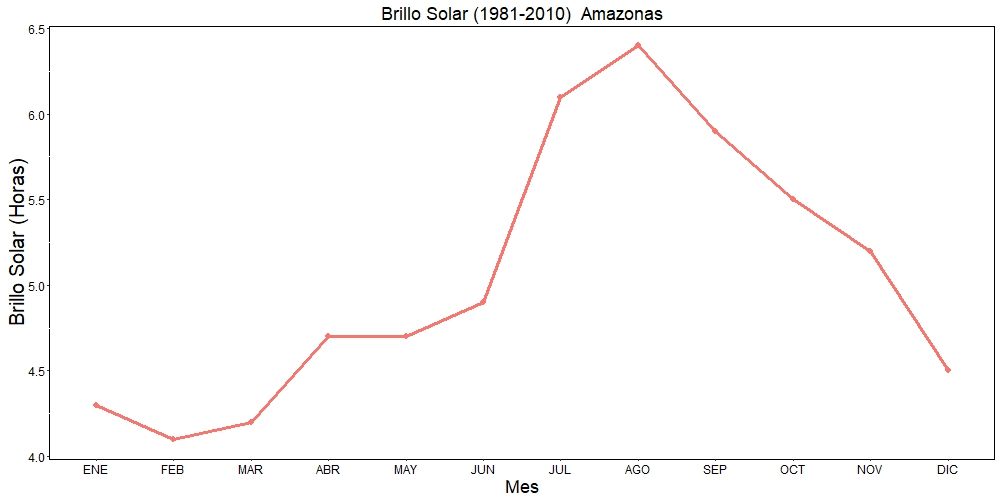 Brillo Solar (1981-2010)  Amazonas
Brillo Solar (Horas)
6.5
6.0
5.5
5.0
4.5
4.0
ENE FEB MAR ABR MAY JUN JUL AGO SEP OCT NOV DIC
Mes